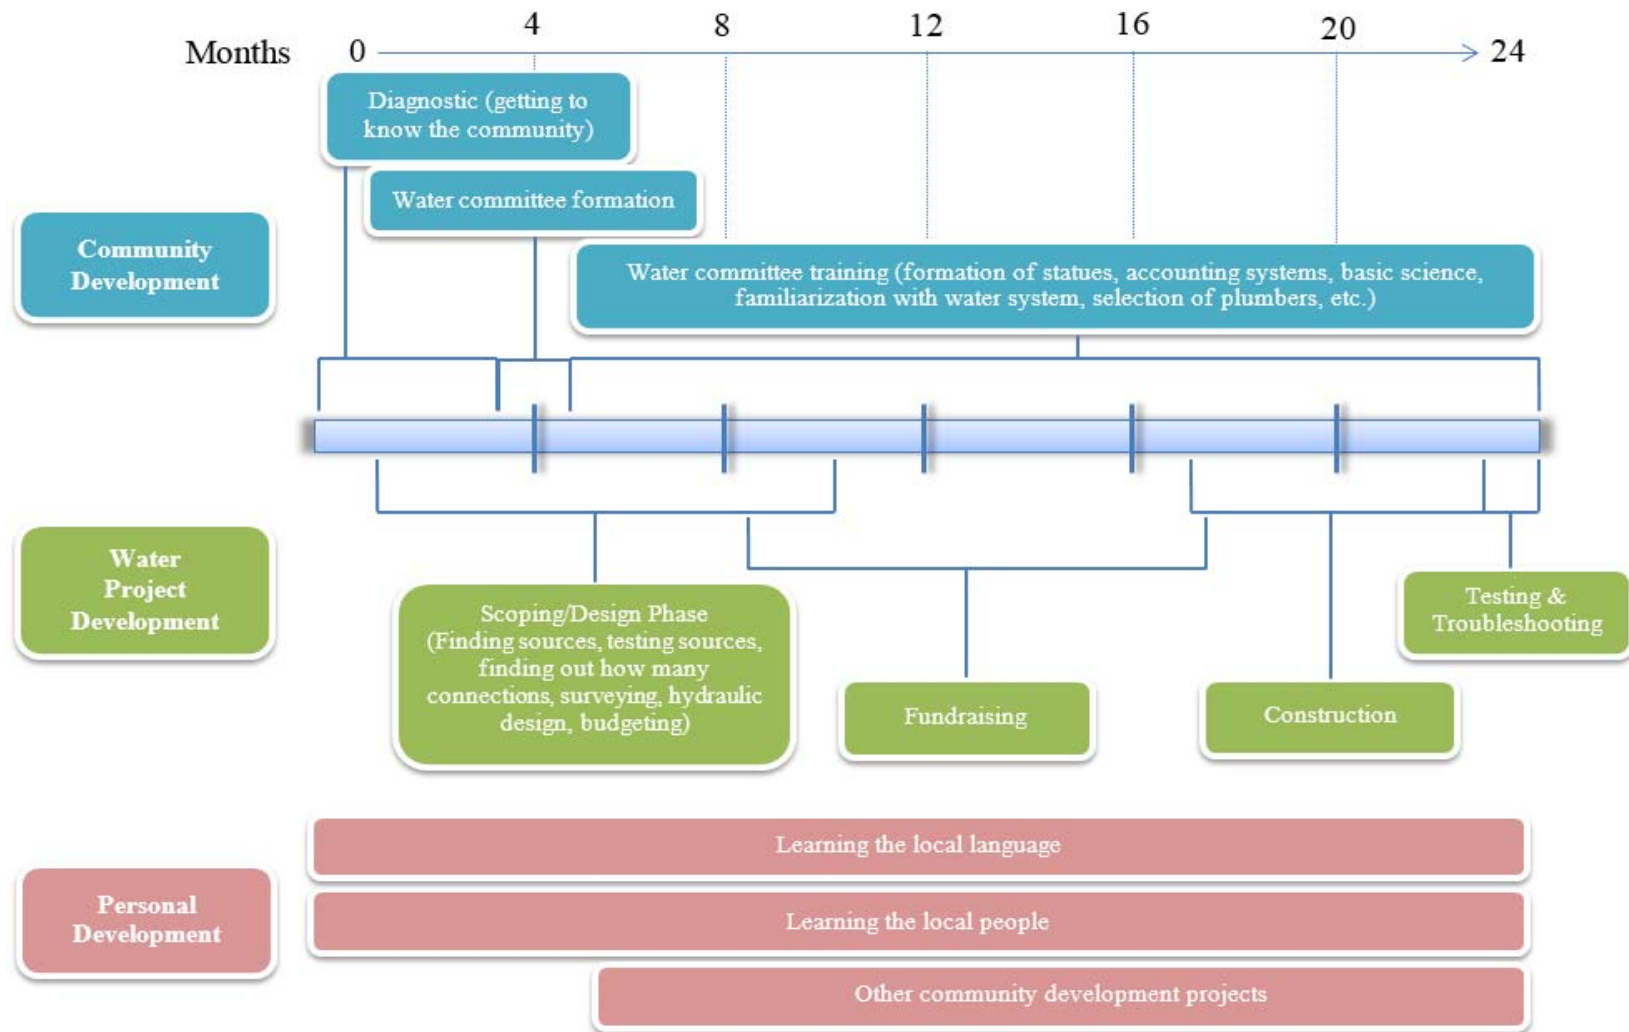 Months 0 4 8 12 16 20 24
Diagnostic (getting to
know the community)
Water committee formation
Community
Development
Water committee training (formation of statues, accounting systems, basic science,
familiarization with water system, selection of plumbers, etc.)
Water
Project
Development
Scoping/Design Phase
(Finding sources, testing sources,
finding out how many
connections, surveying, hydraulic
design, budgeting)
Fundraising
Construction
Testing &
Troubleshooting
Personal
Development
Learning the local language
Learning the local people
Other community development projects